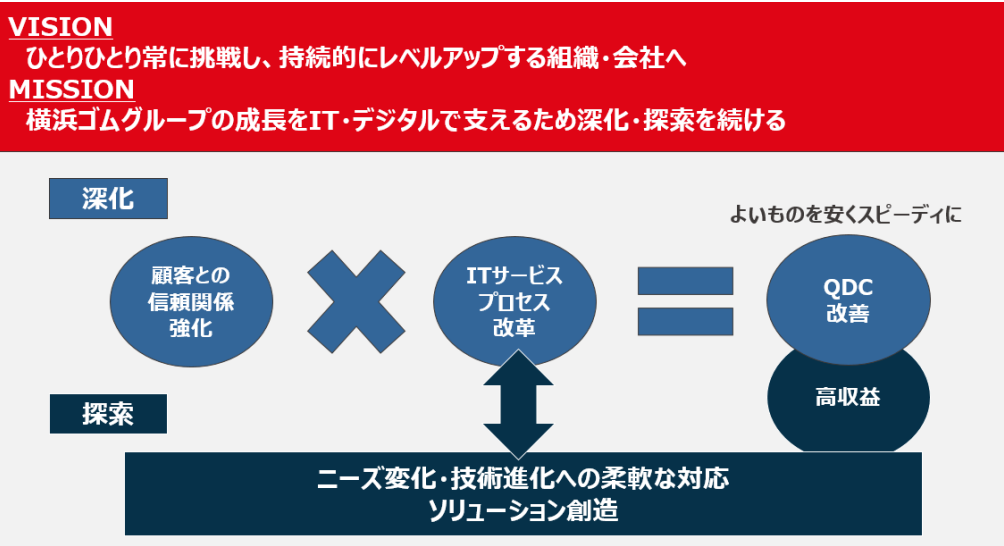 VISION
ひとりひとり常に挑戦し、持続的にレベルアップする組織・会社へ
MISSION
横浜ゴムグループの成長をIT・デジタルで支えるため深化・探索を続ける
深化
よいものを安くスピーディに
顧客との
信頼関係
強化
ITサービス
プロセス
改革
QDC
改善
高収益
探索
ニーズ変化・技術進化への柔軟な対応
ソリューション創造